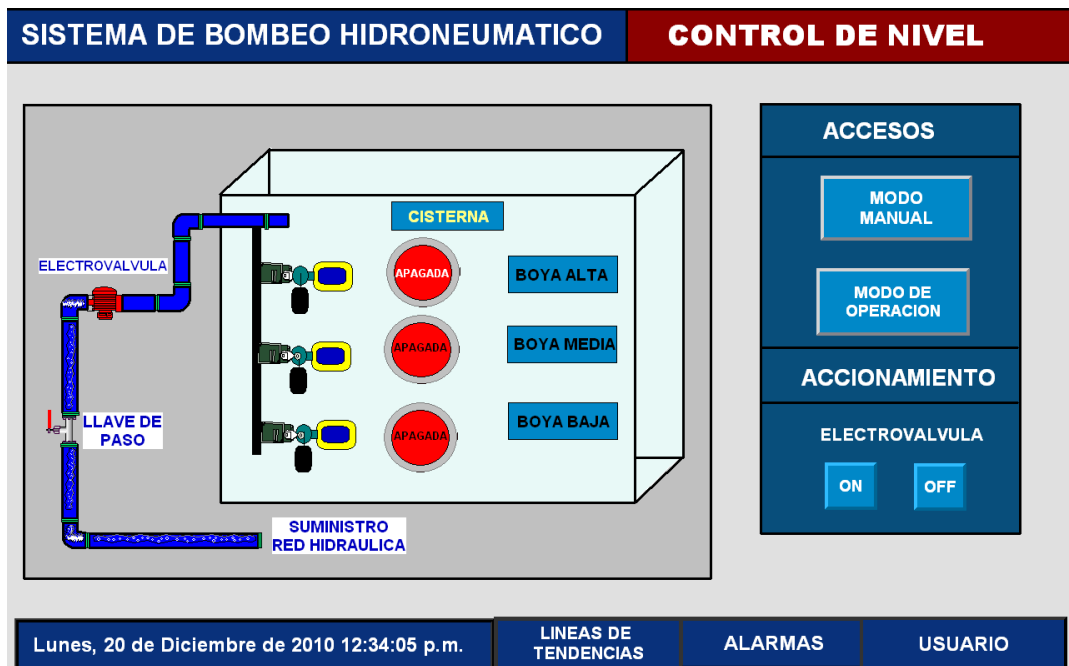 SISTEMA DE BOMBEO HIDRONEUMATICO
CONTROL DE NIVEL
CISTERNA
ELECTROVALVULA
APAGADA
BOYA ALTA
APAGADA
BOYA MEDIA
APAGADA
BOYA BAJA
LLAVE DE
PASO
SUMINISTRO
RED HIDRAULICA
ACCESOS
MODO
MANUAL
MODO DE
OPERACION
ACCIONAMIENTO
ELECTROVALVULA
ON
OFF
Lunes, 20 de Diciembre de 2010 12:34:05 p.m.
LINEAS DE
TENDENCIAS
ALARMAS
USUARIO